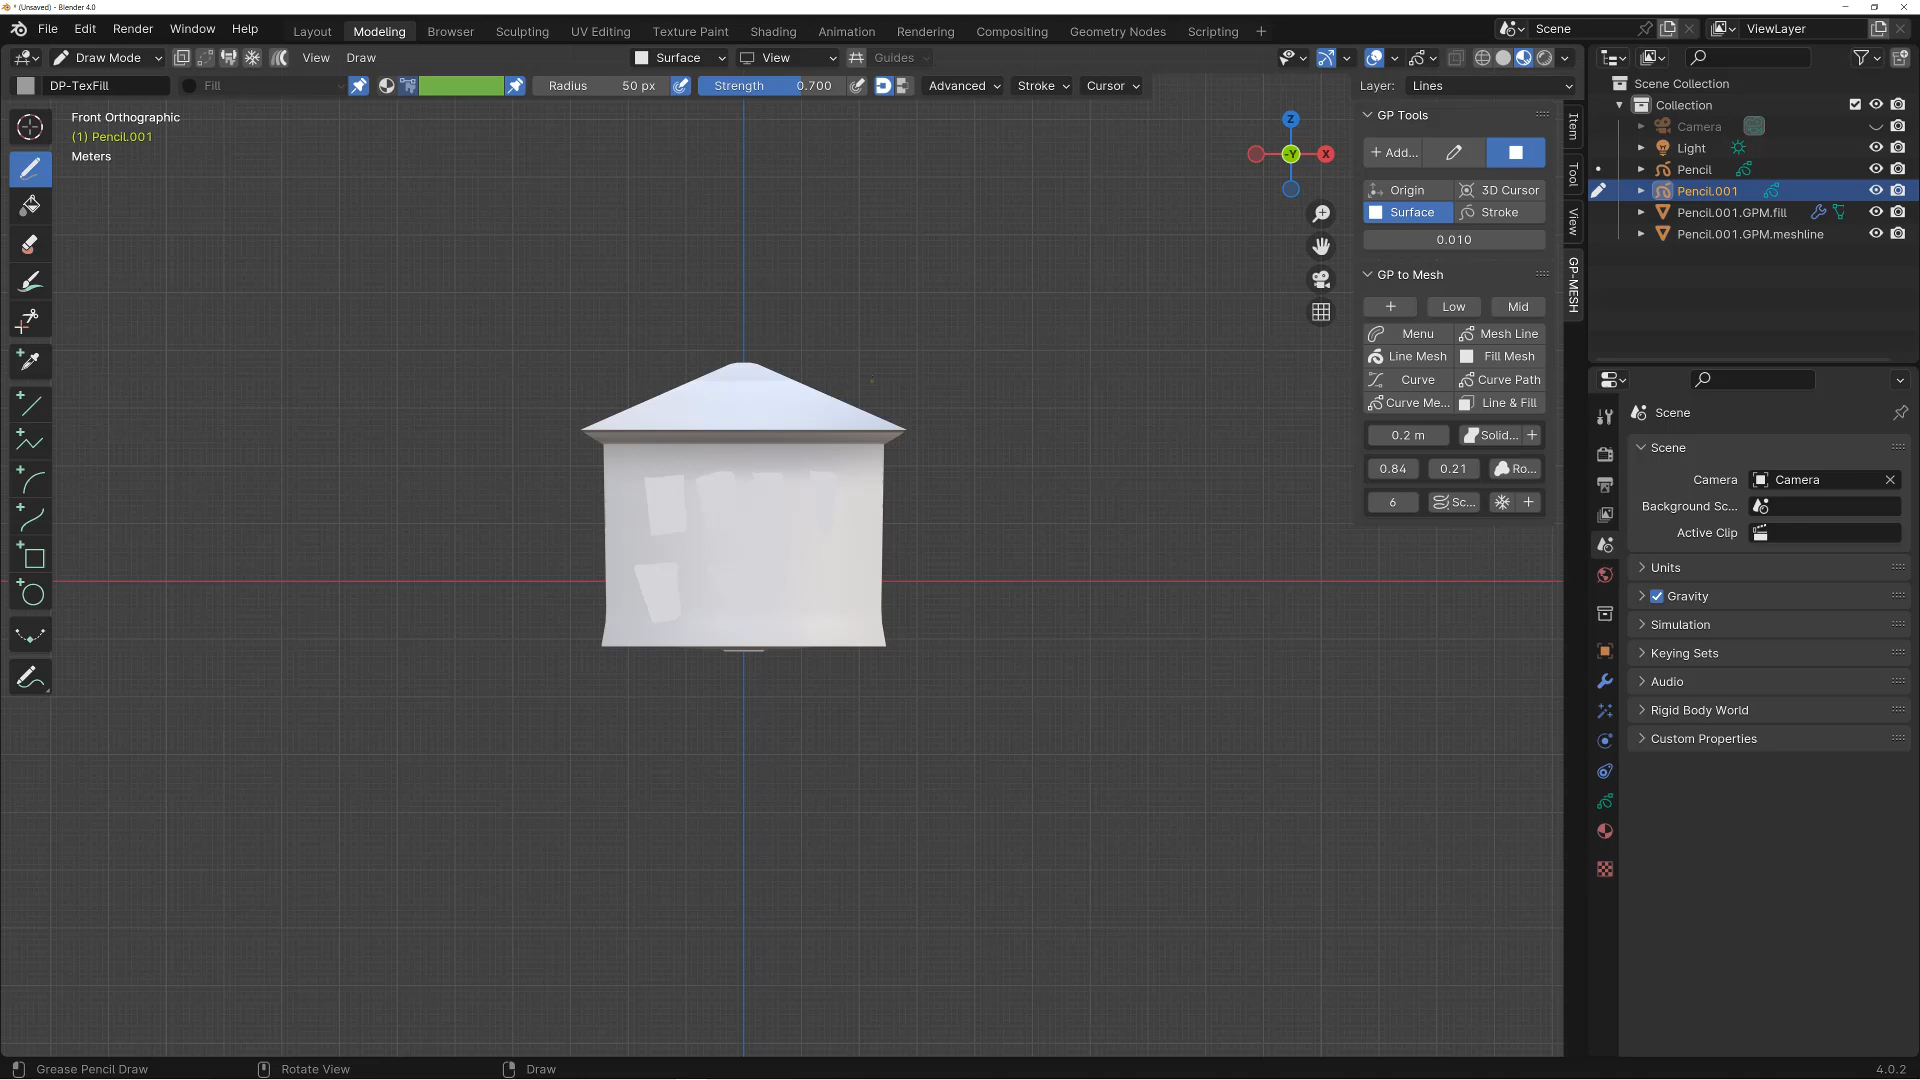 * (Unsaved) - Blender 4.0
File Edit Render Window Help
Layout Modeling Browser Sculpting UV Editing Texture Paint Shading Animation Rendering Compositing Geometry Nodes Scripting +
Scene
ViewLayer
Draw Mode View Draw Surface View Guides
DP-TexFill Fill Radius 50 px Strength 0.700 Advanced Stroke Cursor Layer: Lines
Front Orthographic
(1) Pencil.001
Meters
Z
-Y X
GP Tools
+ Add...
Origin 3D Cursor
Surface Stroke
0.010
GP to Mesh
+ Low Mid
Menu Mesh Line
Line Mesh Fill Mesh
Curve Curve Path
Curve Me... Line & Fill
0.2 m Solid... +
0.84 0.21 Ro...
6 Sc... +
Item
Tool
View
GP-MESH
Scene Collection
Collection
Camera
Light
Pencil
Pencil.001
Pencil.001.GPM.fill
Pencil.001.GPM.meshline
Scene
Scene
Camera Camera
Background Sc...
Active Clip
Units
Gravity
Simulation
Keying Sets
Audio
Rigid Body World
Custom Properties
Grease Pencil Draw Rotate View Draw 4.0.2